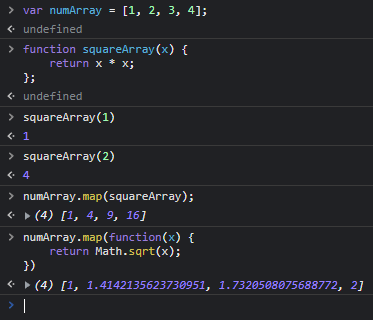 > var numArray = [1, 2, 3, 4];
<· undefined
> function squareArray(x) {
      return x * x;
  };
<· undefined
> squareArray(1)
<· 1
> squareArray(2)
<· 4
> numArray.map(squareArray);
<· ▶ (4) [1, 4, 9, 16]
> numArray.map(function(x) {
      return Math.sqrt(x);
  })
<· ▶ (4) [1, 1.4142135623730951, 1.7320508075688772, 2]
>